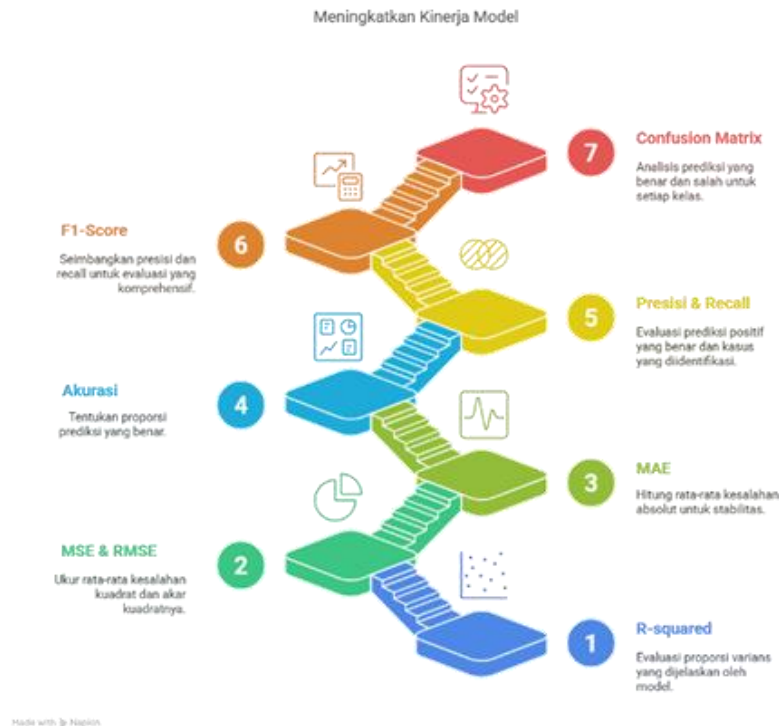 Meningkatkan Kinerja Model
7
Confusion Matrix
Analisis prediksi yang
benar dan salah untuk
setiap kelas.
F1-Score
6
Seimbangkan presisi dan
recall untuk evaluasi yang
komprehensif.
5
Presisi & Recall
Evaluasi prediksi positif
yang benar dan kasus
yang diidentifikasi.
Akurasi
4
Tentukan proporsi
prediksi yang benar.
3
MAE
Hitung rata-rata kesalahan
absolut untuk stabilitas.
MSE & RMSE
2
Ukur rata-rata kesalahan
kuadrat dan akar
kuadratnya.
1
R-squared
Evaluasi proporsi varians
yang dijelaskan oleh
model.
Made with Napkin